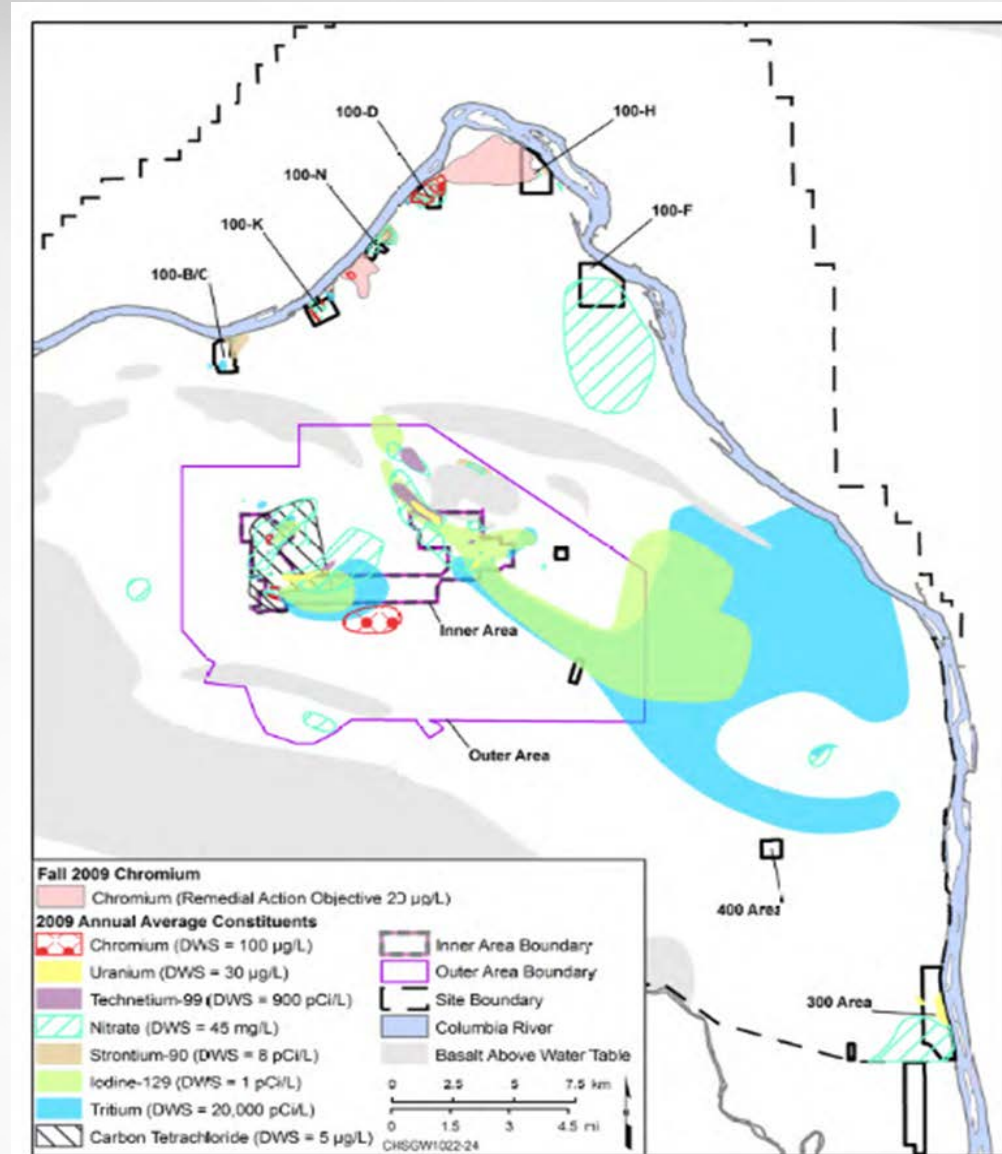 100-D
100-H
100-N
100-F
100-K
100-B/C
Inner Area
Outer Area
400 Area
300 Area
Fall 2009 Chromium
Chromium (Remedial Action Objective 20 µg/L)
2009 Annual Average Constituents
Chromium (DWS = 100 µg/L)
Uranium (DWS = 30 µg/L)
Technetium-99 (DWS = 900 pCi/L)
Nitrate (DWS = 45 mg/L)
Strontium-90 (DWS = 8 pCi/L)
Iodine-129 (DWS = 1 pCi/L)
Tritium (DWS = 20,000 pCi/L)
Carbon Tetrachloride (DWS = 5 µg/L)
Inner Area Boundary
Outer Area Boundary
Site Boundary
Columbia River
Basalt Above Water Table
0 2.5 5 7.5 km
0 1.5 3 4.5 mi
CHSGW1022-24